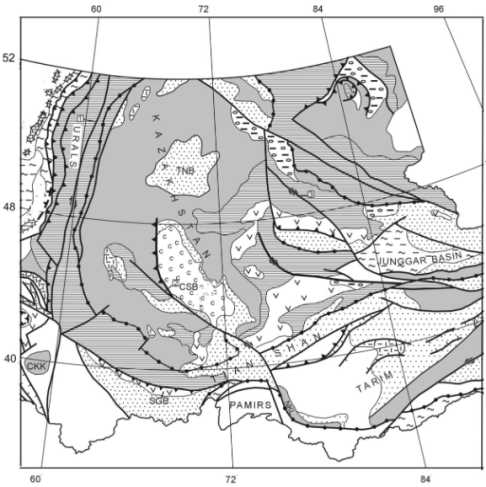 60 72 84 96
52
URALS
KAZAKHSTAN
TNB
48
JUNGGAR BASIN
CSB
TIAN SHAN
40
CKK
TARIM
SGB
PAMIRS
60 72 84